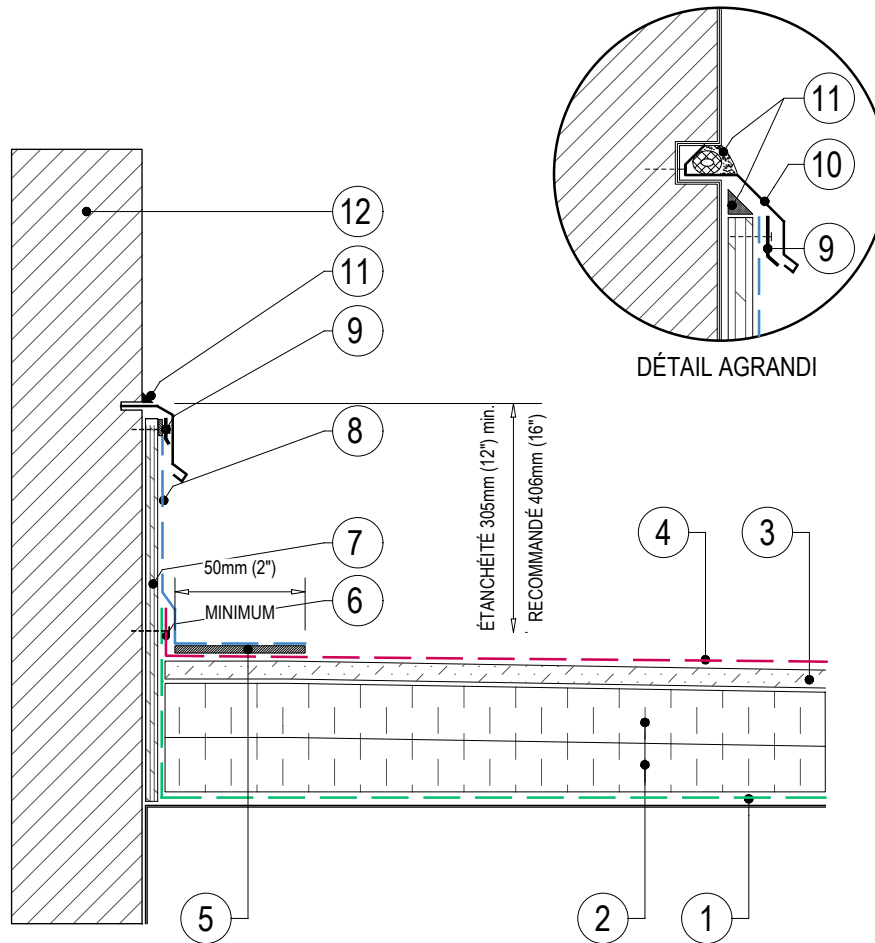 11
10
9
DÉTAIL AGRANDI
12
11
9
8
7
6
50mm (2")
MINIMUM
ÉTANCHÉITÉ 305mm (12") min.
RECOMMANDÉ 406mm (16")
4
3
5
2
1